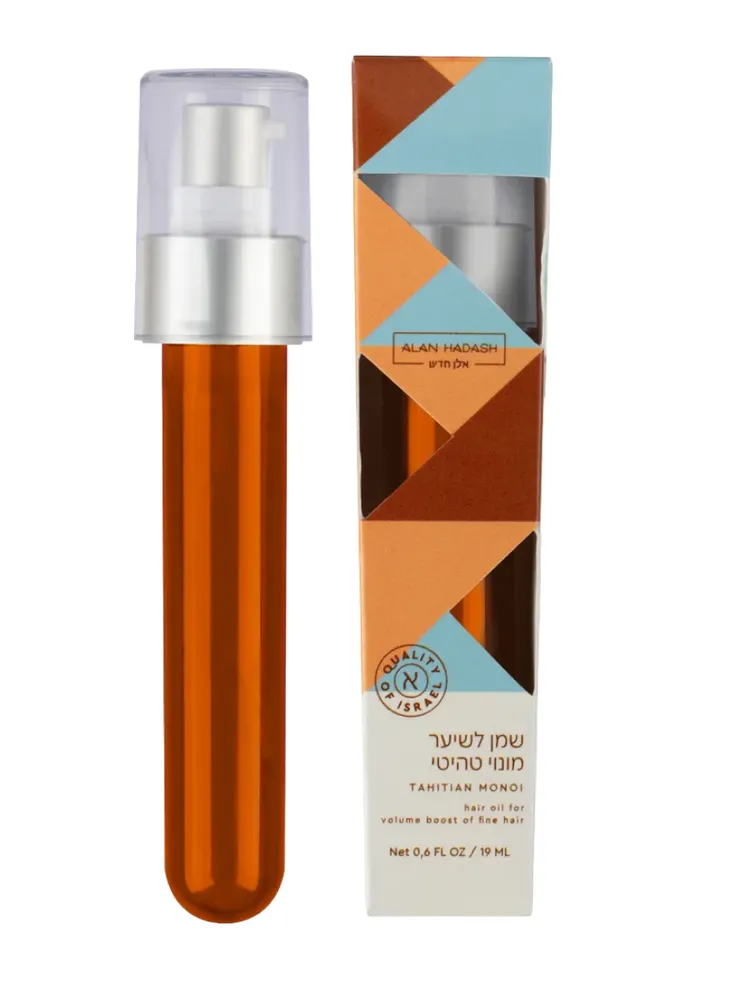 ALAN HADASH
אלן חדש
QUALITY OF ISRAEL
א
שמן לשיער
מונוי טהיטי
TAHITIAN MONOI
hair oil for
volume boost of fine hair
Net 0,6 FL OZ / 19 ML